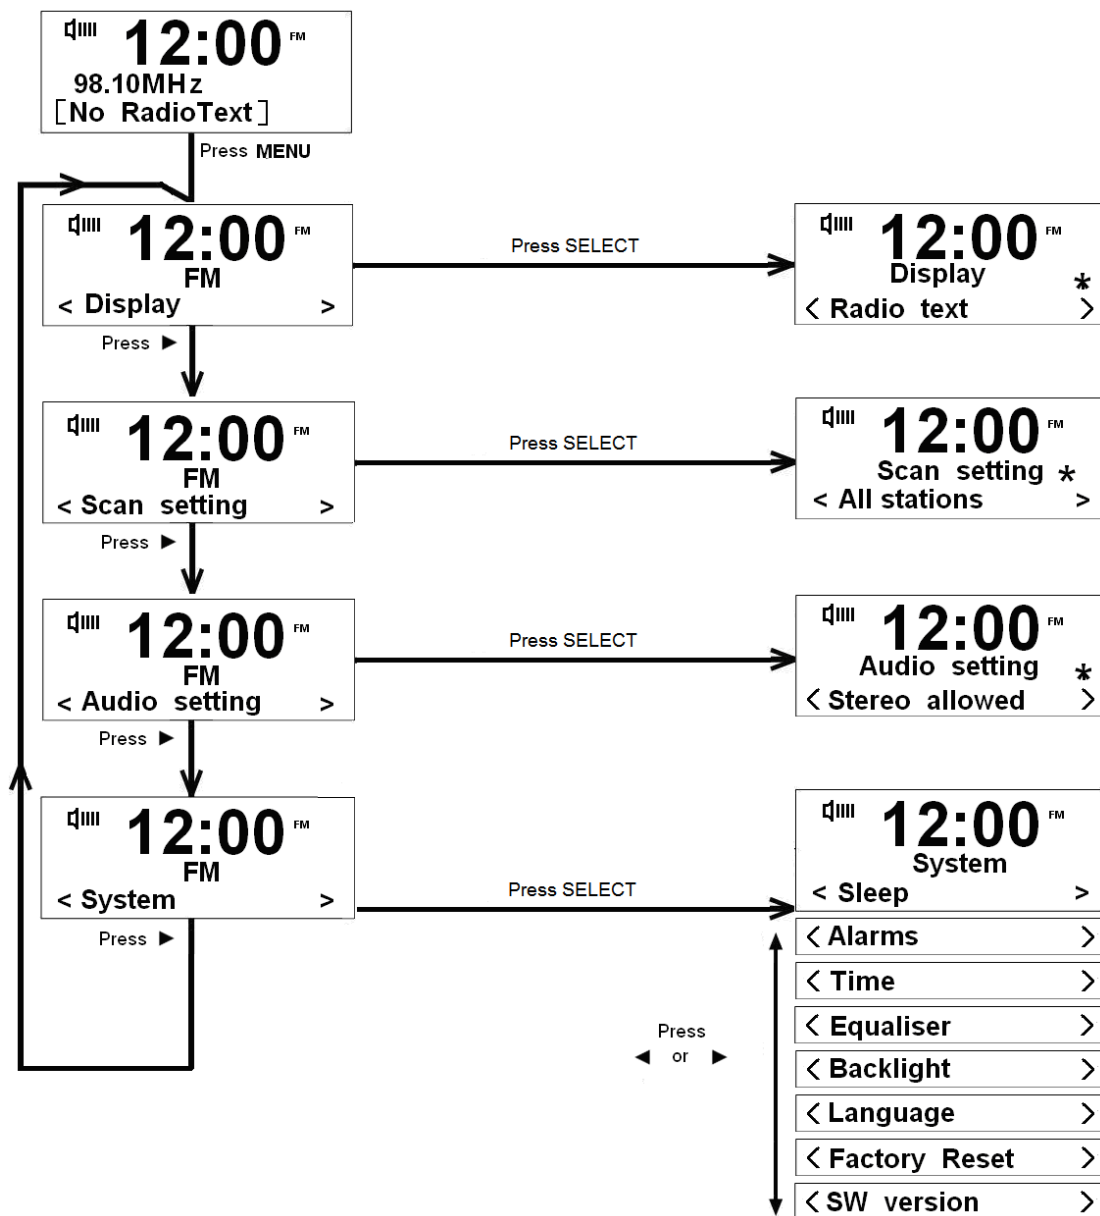 12:00 FM
98.10MHz
[No RadioText]
Press MENU
12:00 FM
FM
< Display >
Press SELECT
12:00 FM
Display
*
< Radio text >
Press ►
12:00 FM
FM
< Scan setting >
Press SELECT
12:00 FM
Scan setting *
< All stations >
Press ►
12:00 FM
FM
< Audio setting >
Press SELECT
12:00 FM
Audio setting
*
< Stereo allowed >
Press ►
12:00 FM
FM
< System >
Press SELECT
12:00 FM
System
< Sleep >
Press ►
< Alarms >
< Time >
< Equaliser >
< Backlight >
< Language >
< Factory Reset >
< SW version >
Press
◄ or ►